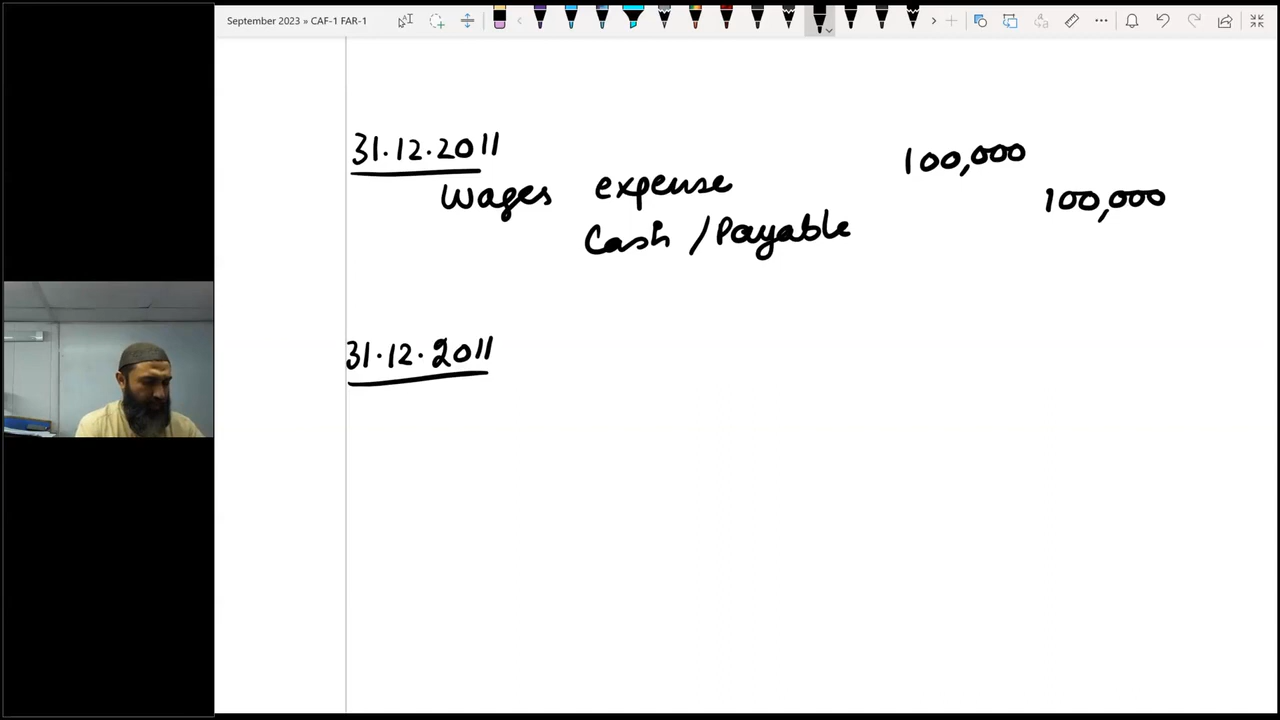 September 2023 » CAF-1 FAR-1
31.12.2011
Wages expense 100,000
Cash / Payable 100,000
31.12.2011